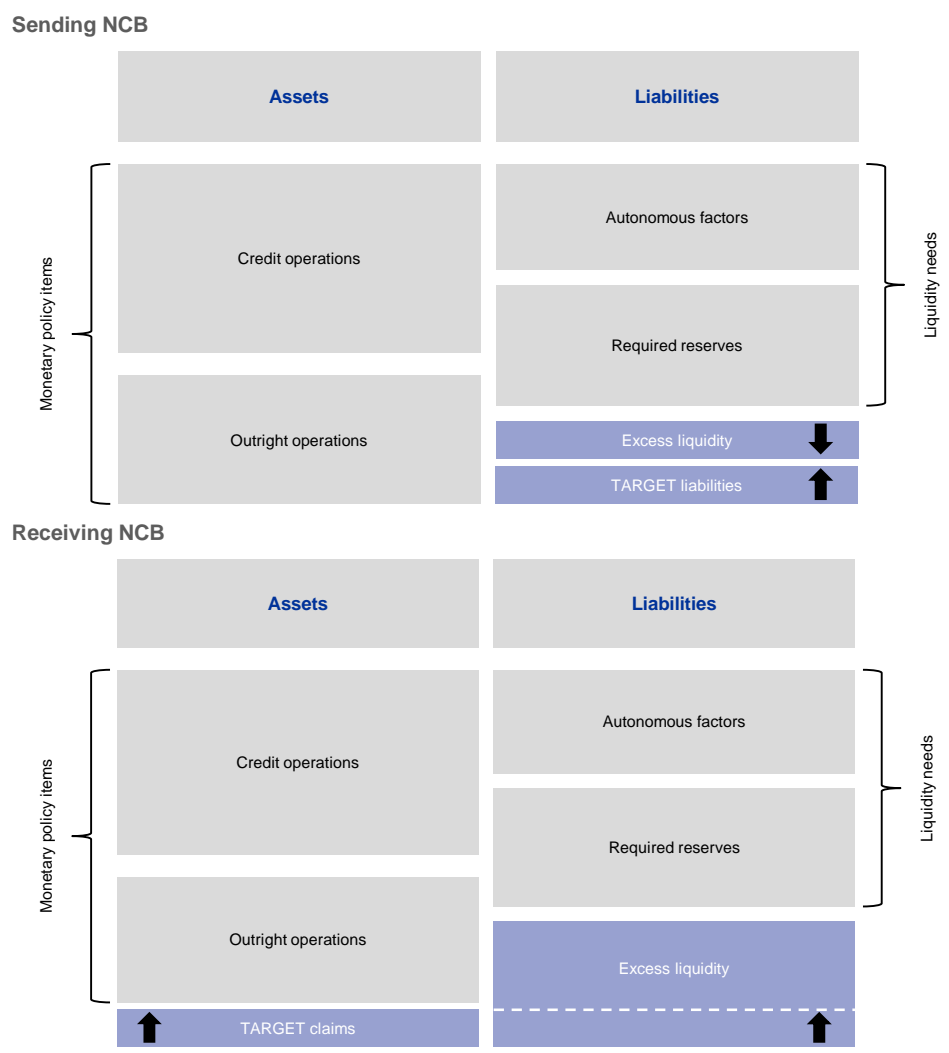 Sending NCB
Assets
Liabilities
Monetary policy items
Credit operations
Outright operations
Autonomous factors
Required reserves
Excess liquidity
TARGET liabilities
Liquidity needs
Receiving NCB
Assets
Liabilities
Monetary policy items
Credit operations
Outright operations
TARGET claims
Autonomous factors
Required reserves
Excess liquidity
Liquidity needs